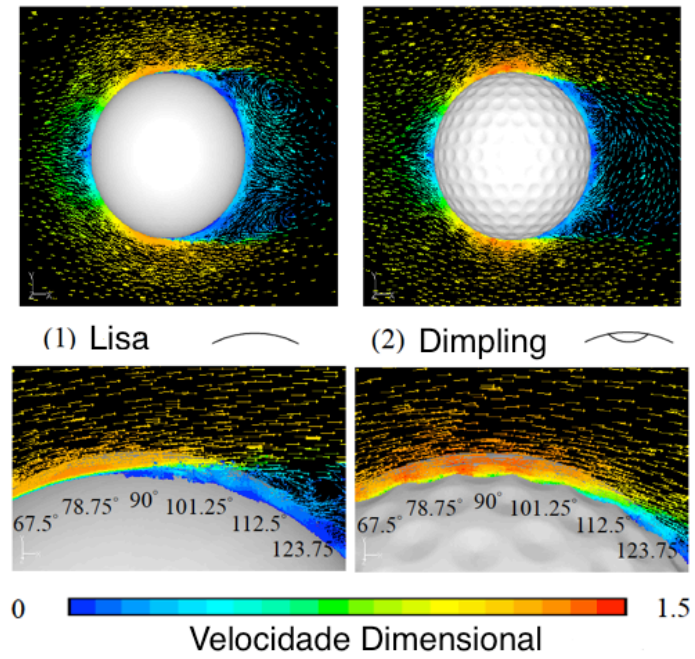 (1) Lisa
(2) Dimpling
67.5° 78.75° 90° 101.25° 112.5° 123.75
67.5° 78.75° 90° 101.25° 112.5° 123.75°
0 1.5
Velocidade Dimensional